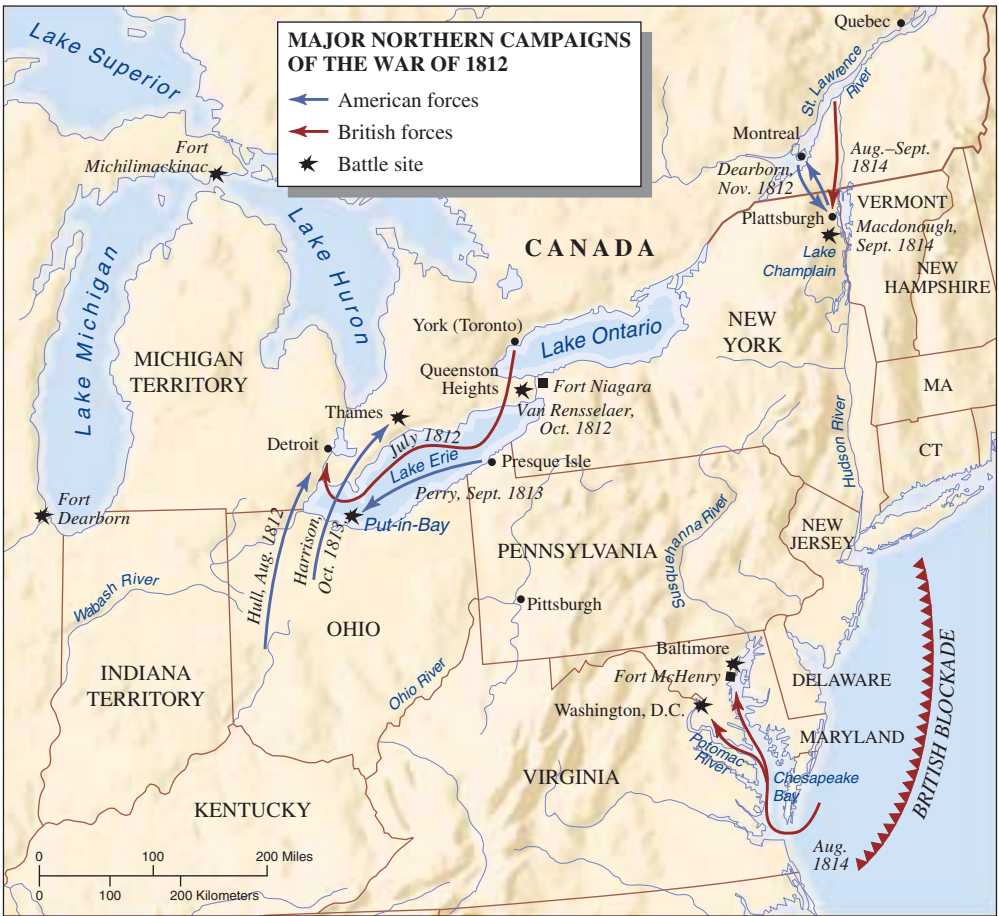 MAJOR NORTHERN CAMPAIGNS
OF THE WAR OF 1812
American forces
British forces
Battle site
Lake Superior
Quebec
St. Lawrence
River
Fort
Michilimackinac
Montreal
Dearborn,
Nov. 1812
Aug.–Sept.
1814
Plattsburgh
VERMONT
Macdonough,
Sept. 1814
Lake
Champlain
NEW
HAMPSHIRE
Lake Huron
Lake Michigan
CANADA
York (Toronto)
Lake Ontario
NEW
YORK
MICHIGAN
TERRITORY
Queenston
Heights
Fort Niagara
Van Rensselaer,
Oct. 1812
MA
Thames
Detroit
July 1812
Lake Erie
Presque Isle
Hudson River
CT
Perry, Sept. 1813
Put-in-Bay
Fort
Dearborn
Hull, Aug. 1812
Harrison,
Oct. 1813
PENNSYLVANIA
Susquehanna River
NEW
JERSEY
Wabash River
Pittsburgh
OHIO
Baltimore
Fort McHenry
DELAWARE
INDIANA
TERRITORY
Ohio River
Washington, D.C.
MARYLAND
Potomac
River
VIRGINIA
Chesapeake
Bay
BRITISH BLOCKADE
KENTUCKY
Aug.
1814
0 100 200 Miles
0 100 200 Kilometers